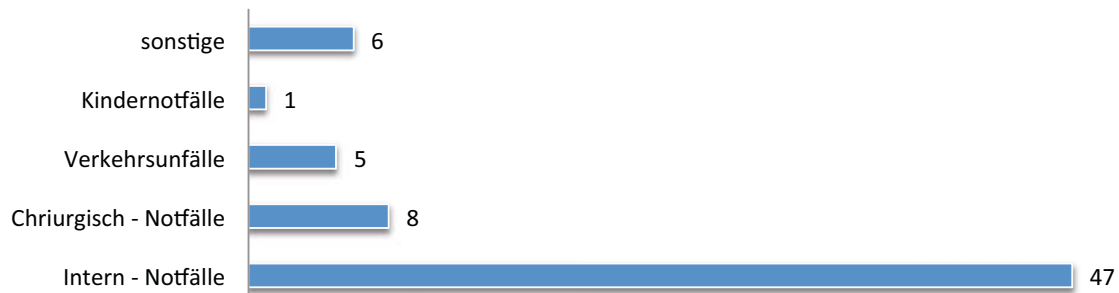 sonstige 6
Kindernotfälle 1
Verkehrsunfälle 5
Chriurgisch - Notfälle 8
Intern - Notfälle 47